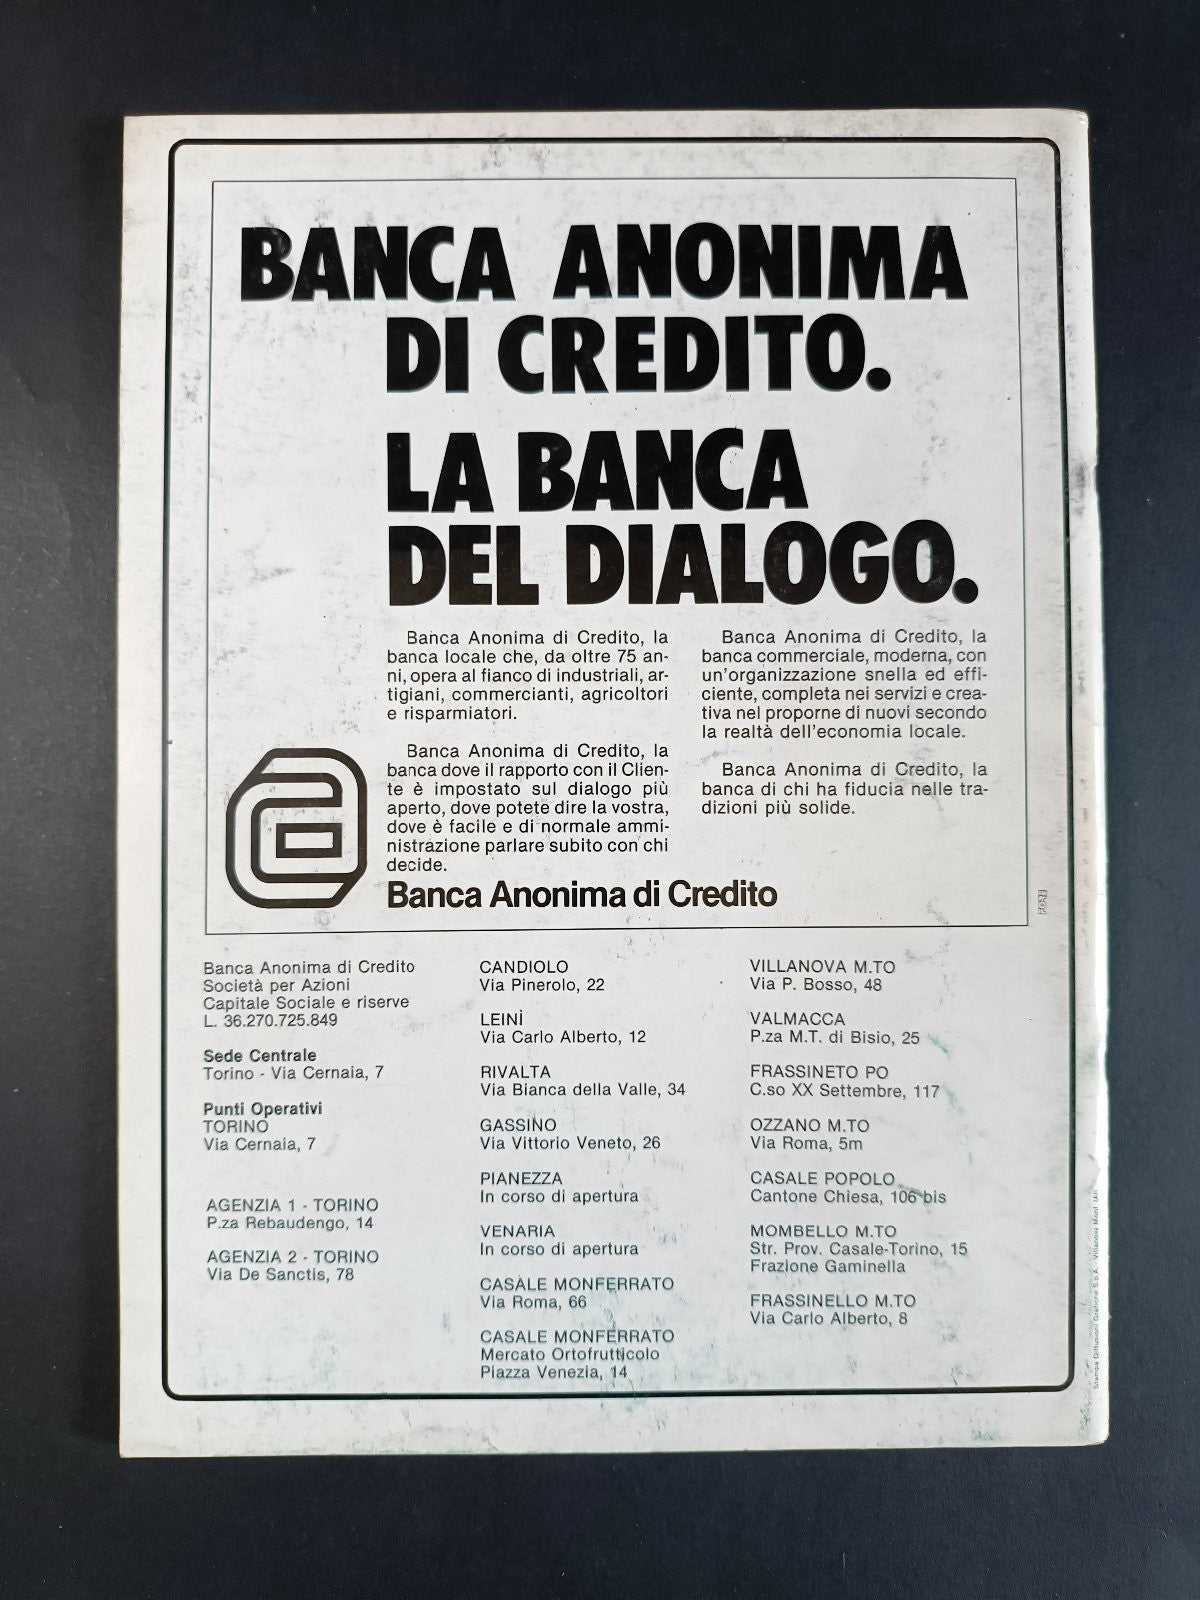 BANCA ANONIMA
DI CREDITO.
LA BANCA
DEL DIALOGO.
Banca Anonima di Credito, la
banca locale che, da oltre 75 an-
ni, opera al fianco di industriali, ar-
tigiani, commercianti, agricoltori
e risparmiatori.
Banca Anonima di Credito, la
banca dove il rapporto con il Clien-
te è impostato sul dialogo più
aperto, dove potete dire la vostra,
dove è facile e di normale ammi-
nistrazione parlare subito con chi
decide.
Banca Anonima di Credito, la
banca commerciale, moderna, con
un'organizzazione snella ed effi-
ciente, completa nei servizi e crea-
tiva nel proporne di nuovi secondo
la realtà dell'economia locale.
Banca Anonima di Credito, la
banca di chi ha fiducia nelle tra-
dizioni più solide.
Banca Anonima di Credito
Banca Anonima di Credito
Società per Azioni
Capitale Sociale e riserve
L. 36.270.725.849
Sede Centrale
Torino - Via Cernaia, 7
Punti Operativi
TORINO
Via Cernaia, 7
AGENZIA 1 - TORINO
P.za Rebaudengo, 14
AGENZIA 2 - TORINO
Via De Sanctis, 78
CANDIOLO
Via Pinerolo, 22
LEINÌ
Via Carlo Alberto, 12
RIVALTA
Via Bianca della Valle, 34
GASSINO
Via Vittorio Veneto, 26
PIANEZZA
In corso di apertura
VENARIA
In corso di apertura
CASALE MONFERRATO
Via Roma, 66
CASALE MONFERRATO
Mercato Ortofrutticolo
Piazza Venezia, 14
VILLANOVA M.TO
Via P. Bosso, 48
VALMACCA
P.za M.T. di Bisio, 25
FRASSINETO PO
C.so XX Settembre, 117
OZZANO M.TO
Via Roma, 5m
CASALE POPOLO
Cantone Chiesa, 106 bis
MOMBELLO M.TO
Str. Prov. Casale-Torino, 15
Frazione Gaminella
FRASSINELLO M.TO
Via Carlo Alberto, 8
Stampa Diffusioni Grafiche S.p.A. - Villanova Monf. (Al)